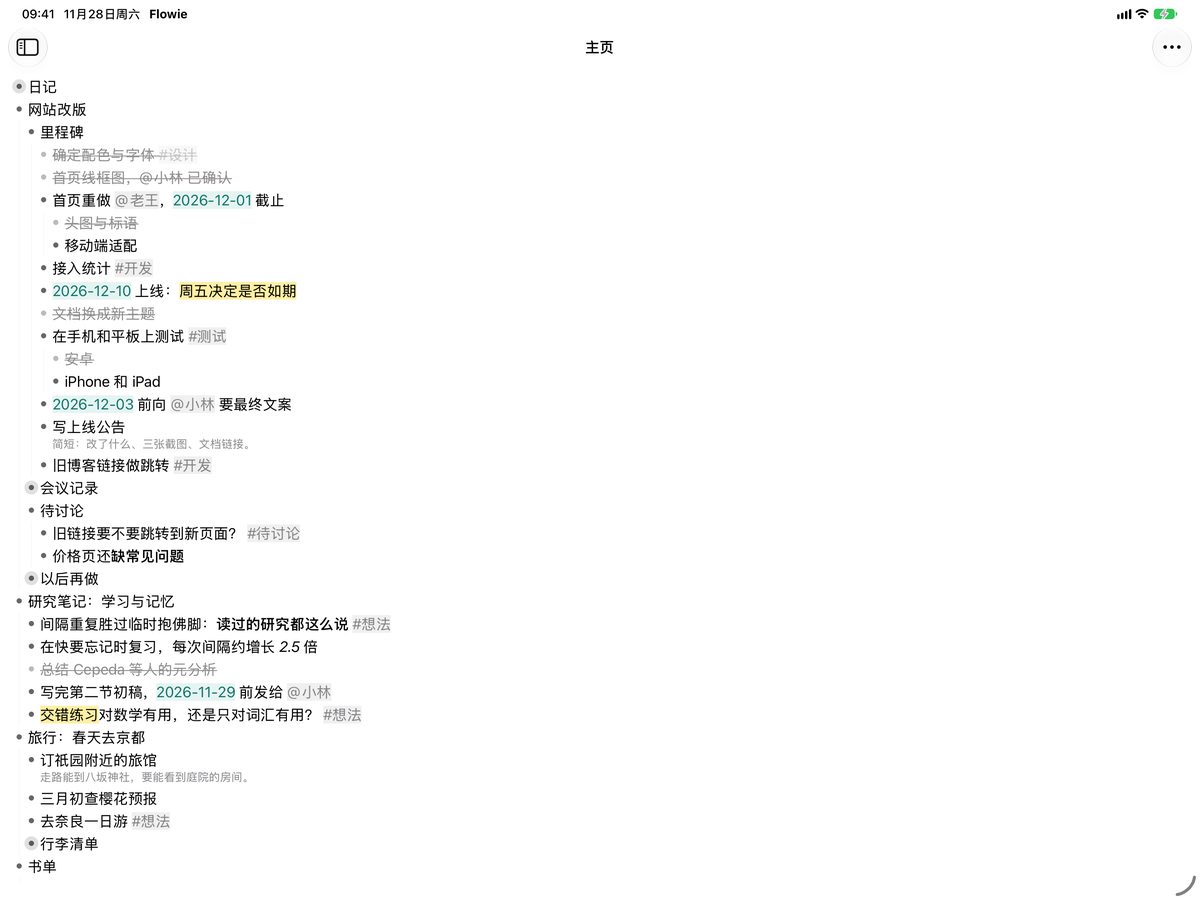 09:41 11月28日周六 Flowie
主页
日记
网站改版
里程碑
确定配色与字体 #设计
首页线框图，@小林 已确认
首页重做 @老王，2026-12-01 截止
头图与标语
移动端适配
接入统计 #开发
2026-12-10 上线：周五决定是否如期
文档换成新主题
在手机和平板上测试 #测试
安卓
iPhone 和 iPad
2026-12-03 前向 @小林 要最终文案
写上线公告
简短：改了什么、三张截图、文档链接。
旧博客链接做跳转 #开发
会议记录
待讨论
旧链接要不要跳转到新页面？ #待讨论
价格页还缺常见问题
以后再做
研究笔记：学习与记忆
间隔重复胜过临时抱佛脚：读过的研究都这么说 #想法
在快要忘记时复习，每次间隔约增长 2.5 倍
总结 Cepeda 等人的元分析
写完第二节初稿，2026-11-29 前发给 @小林
交错练习对数学有用，还是只对词汇有用？ #想法
旅行：春天去京都
订祇园附近的旅馆
走路能到八坂神社，要能看到庭院的房间。
三月初查樱花预报
去奈良一日游 #想法
行李清单
书单